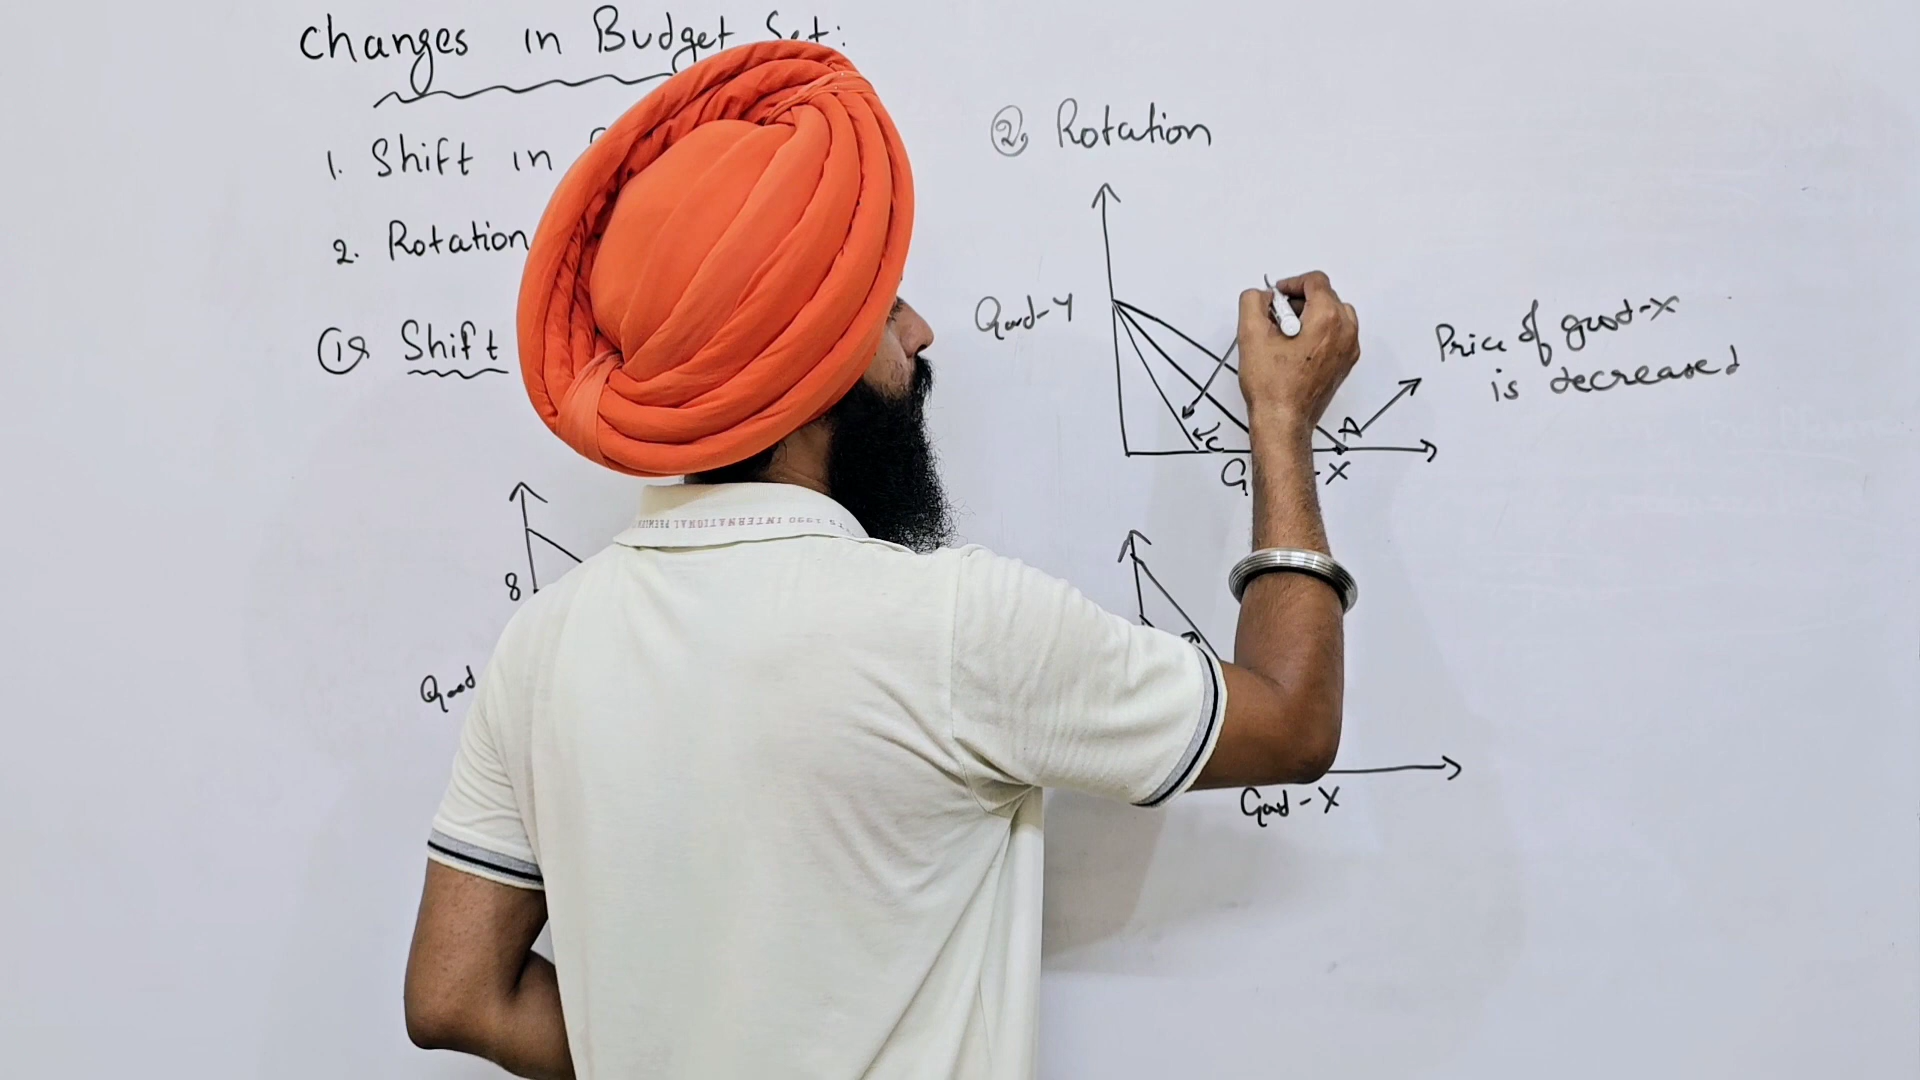 Changes in Budget Set:
1. Shift in
2. Rotation
① Shift
8
Good
② Rotation
Good-Y
Price of good-X
is decreased
A
C
G -X
Good-X